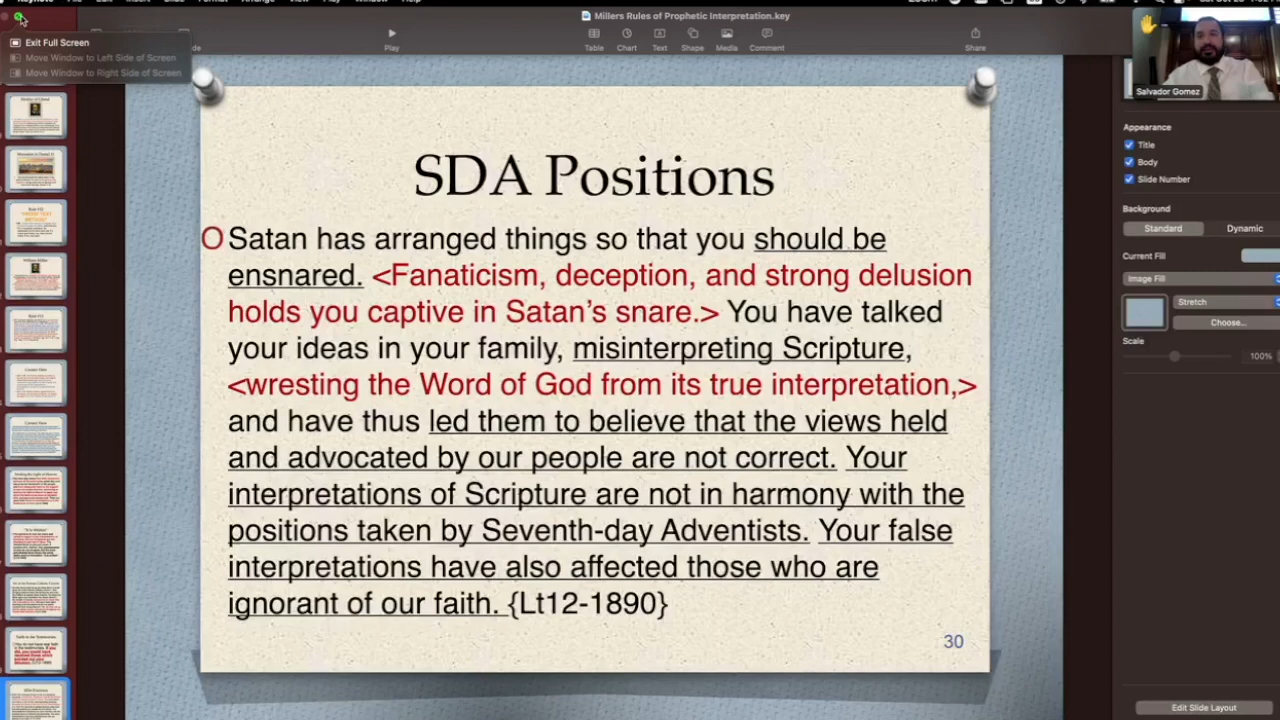 Millers Rules of Prophetic Interpretation.key
Exit Full Screen
Move Window to Left Side of Screen
Move Window to Right Side of Screen
Play
Table
Chart
Text
Shape
Media
Comment
Share
Salvador Gomez
SDA Positions
Satan has arranged things so that you should be
ensnared. <Fanaticism, deception, and strong delusion
holds you captive in Satan's snare.> You have talked
your ideas in your family, misinterpreting Scripture,
<wresting the Word of God from its true interpretation,>
and have thus led them to believe that the views held
and advocated by our people are not correct. Your
interpretations of Scripture are not in harmony with the
positions taken by Seventh-day Adventists. Your false
interpretations have also affected those who are
ignorant of our faith. {Lt12-1890}
30
Appearance
Title
Body
Slide Number
Background
Standard
Dynamic
Current Fill
Image Fill
Stretch
Choose...
Scale
100%
Edit Slide Layout